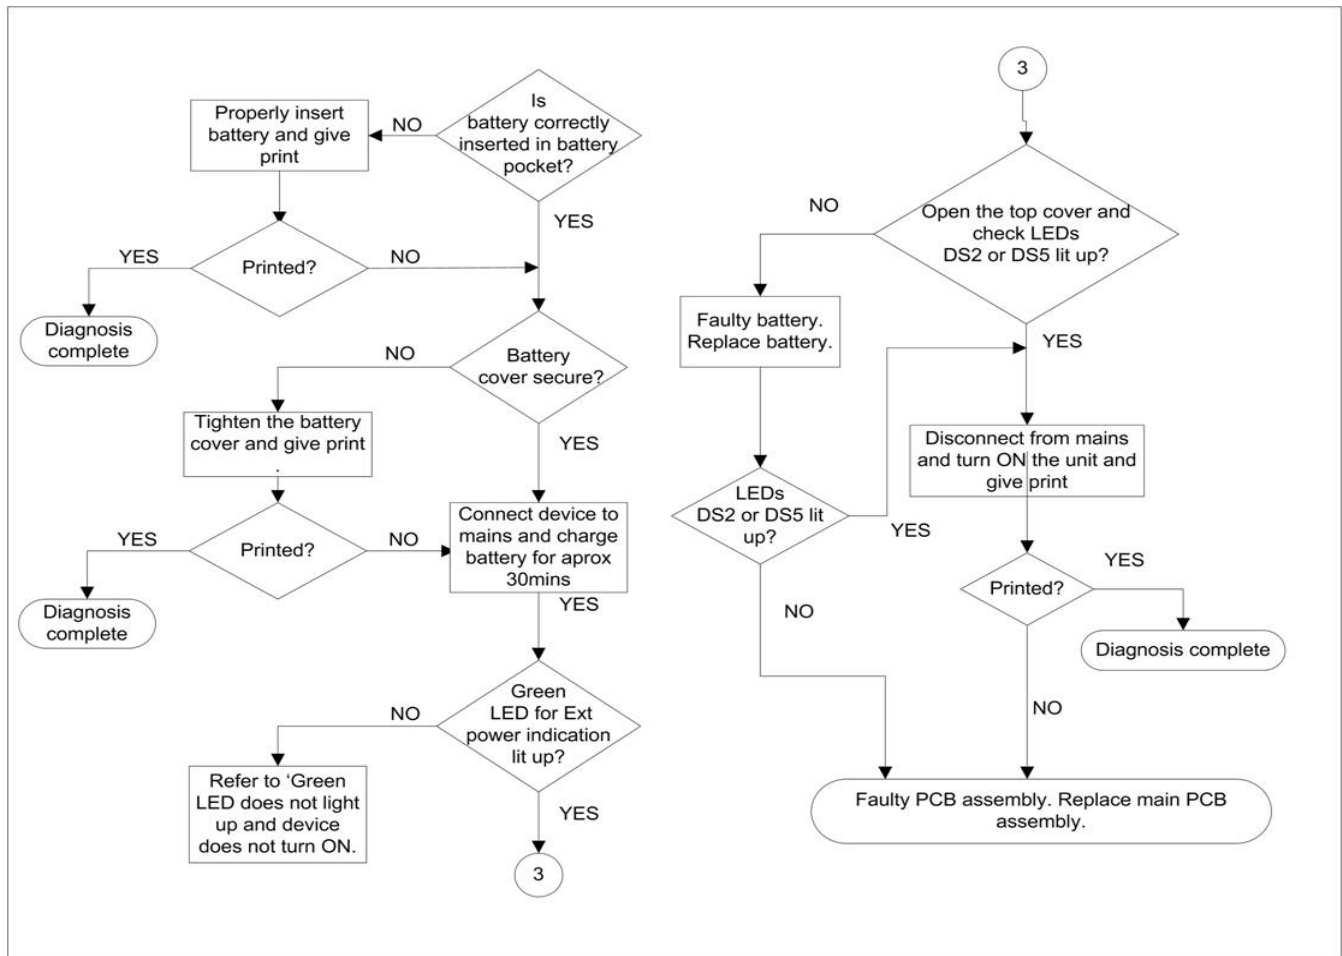 Is
battery correctly
inserted in battery
pocket?
NO
Properly insert
battery and give
print
YES
Printed?
YES
NO
Diagnosis
complete
Battery
cover secure?
NO
Tighten the battery
cover and give print
.
YES
Printed?
YES
NO
Diagnosis
complete
Connect device to
mains and charge
battery for aprox
30mins
YES
Green
LED for Ext
power indication
lit up?
NO
Refer to ‘Green
LED does not light
up and device
does not turn ON.
YES
3
3
Open the top cover and
check LEDs
DS2 or DS5 lit up?
NO
Faulty battery.
Replace battery.
YES
LEDs
DS2 or DS5 lit
up?
YES
NO
Disconnect from mains
and turn ON the unit and
give print
Printed?
YES
Diagnosis complete
NO
Faulty PCB assembly. Replace main PCB
assembly.